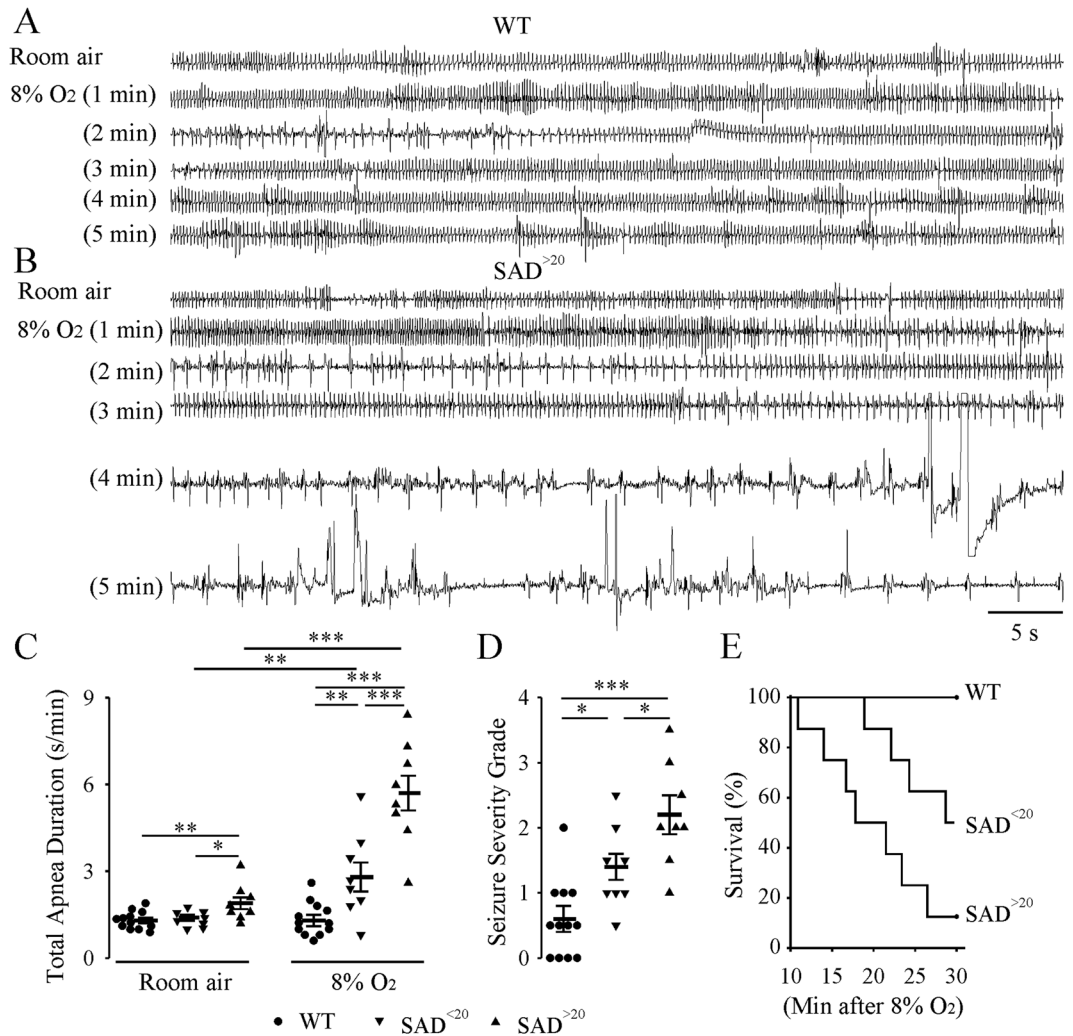 A
WT
Room air
8% O₂ (1 min)
(2 min)
(3 min)
(4 min)
(5 min)
B
SAD>20
Room air
8% O₂ (1 min)
(2 min)
(3 min)
(4 min)
(5 min)
5 s
C
Total Apnea Duration (s/min)
9
6
3
0
***
**
***
** ***
**
*
Room air 8% O₂
D
Seizure Severity Grade
4
3
2
1
0
***
* *
WT SAD<20 SAD>20
E
Survival (%)
100
80
60
40
20
0
WT
SAD<20
SAD>20
10 15 20 25 30
(Min after 8% O₂)